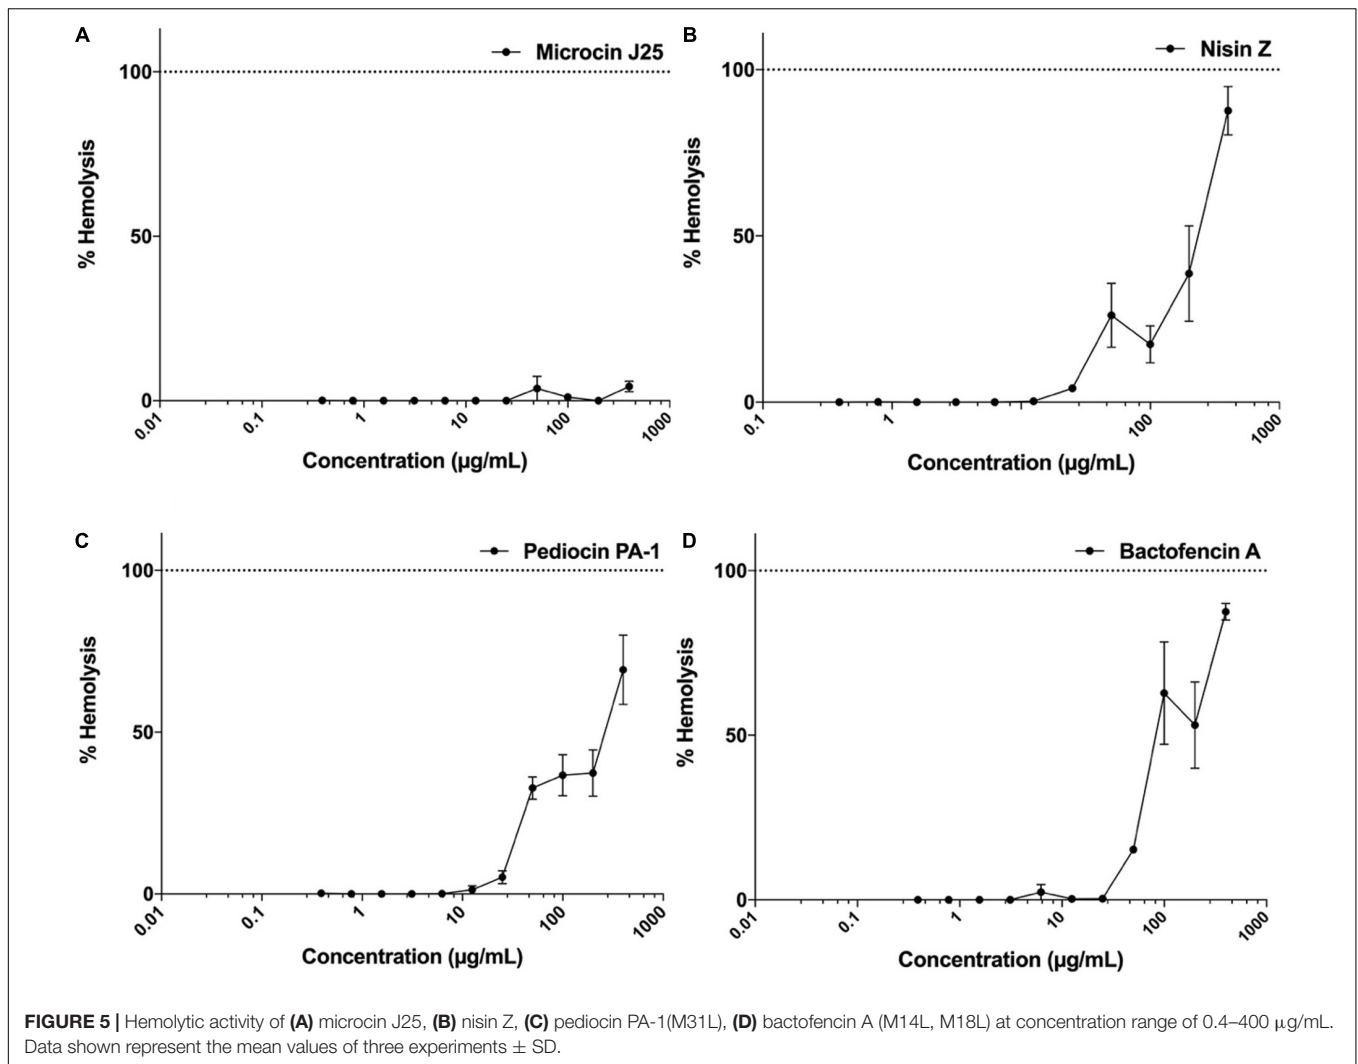 A
Microcin J25
100
50
0
% Hemolysis
0.01
0.1
1
10
100
1000
Concentration (µg/mL)
B
Nisin Z
100
50
0
% Hemolysis
0.1
1
100
1000
Concentration (µg/mL)
C
Pediocin PA-1
100
50
0
% Hemolysis
0.01
0.1
1
10
100
1000
Concentration (µg/mL)
D
Bactofencin A
100
50
0
% Hemolysis
0.01
0.1
1
10
100
1000
Concentration (µg/mL)
FIGURE 5 | Hemolytic activity of (A) microcin J25, (B) nisin Z, (C) pediocin PA-1(M31L), (D) bactofencin A (M14L, M18L) at concentration range of 0.4–400 µg/mL.
Data shown represent the mean values of three experiments ± SD.